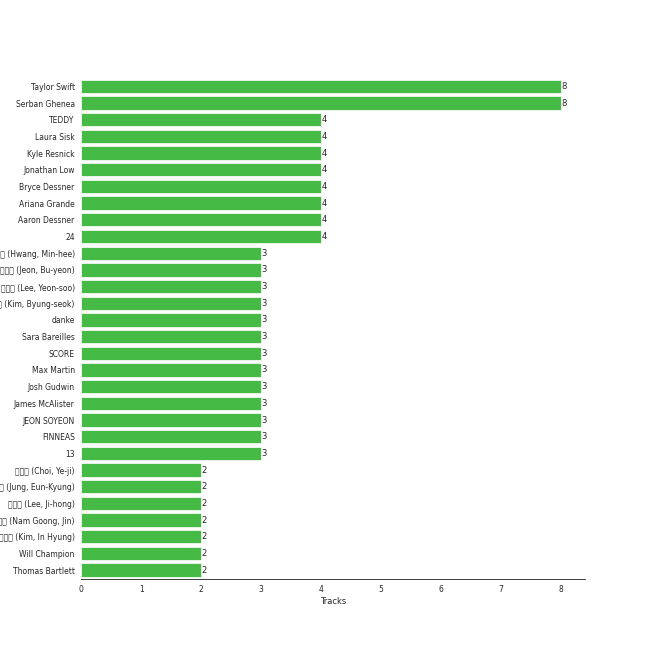 Taylor Swift 8
Serban Ghenea 8
TEDDY 4
Laura Sisk 4
Kyle Resnick 4
Jonathan Low 4
Bryce Dessner 4
Ariana Grande 4
Aaron Dessner 4
24 4
(Hwang, Min-hee) 3
(Jeon, Bu-yeon) 3
(Lee, Yeon-soo) 3
(Kim, Byung-seok) 3
danke 3
Sara Bareilles 3
SCORE 3
Max Martin 3
Josh Gudwin 3
James McAlister 3
JEON SOYEON 3
FINNEAS 3
13 3
(Choi, Ye-ji) 2
(Jung, Eun-Kyung) 2
(Lee, Ji-hong) 2
(Nam Goong, Jin) 2
(Kim, In Hyung) 2
Will Champion 2
Thomas Bartlett 2
0 1 2 3 4 5 6 7 8
Tracks